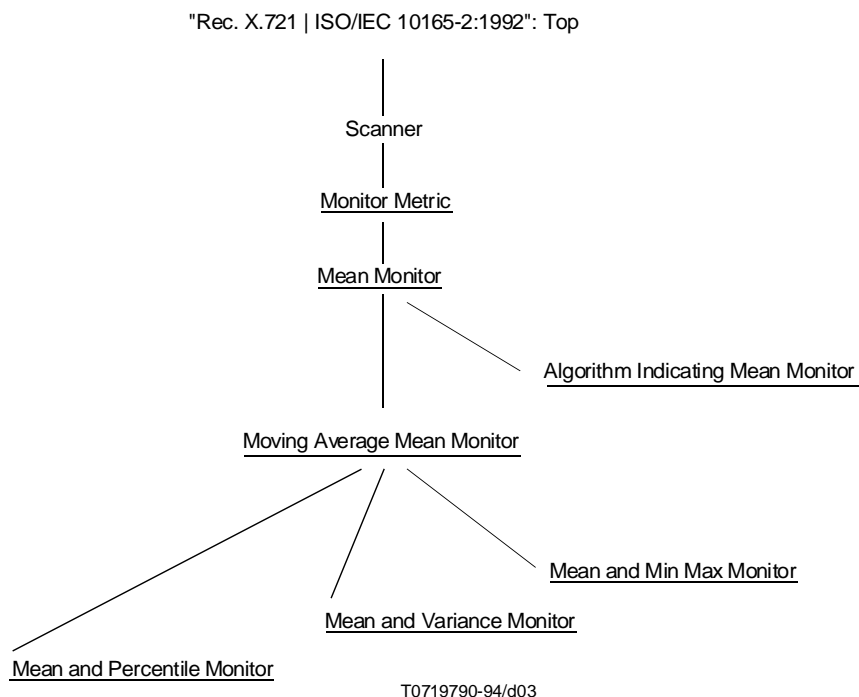 "Rec. X.721 | ISO/IEC 10165-2:1992": Top
Scanner
Monitor Metric
Mean Monitor
Algorithm Indicating Mean Monitor
Moving Average Mean Monitor
Mean and Min Max Monitor
Mean and Variance Monitor
Mean and Percentile Monitor
T0719790-94/d03